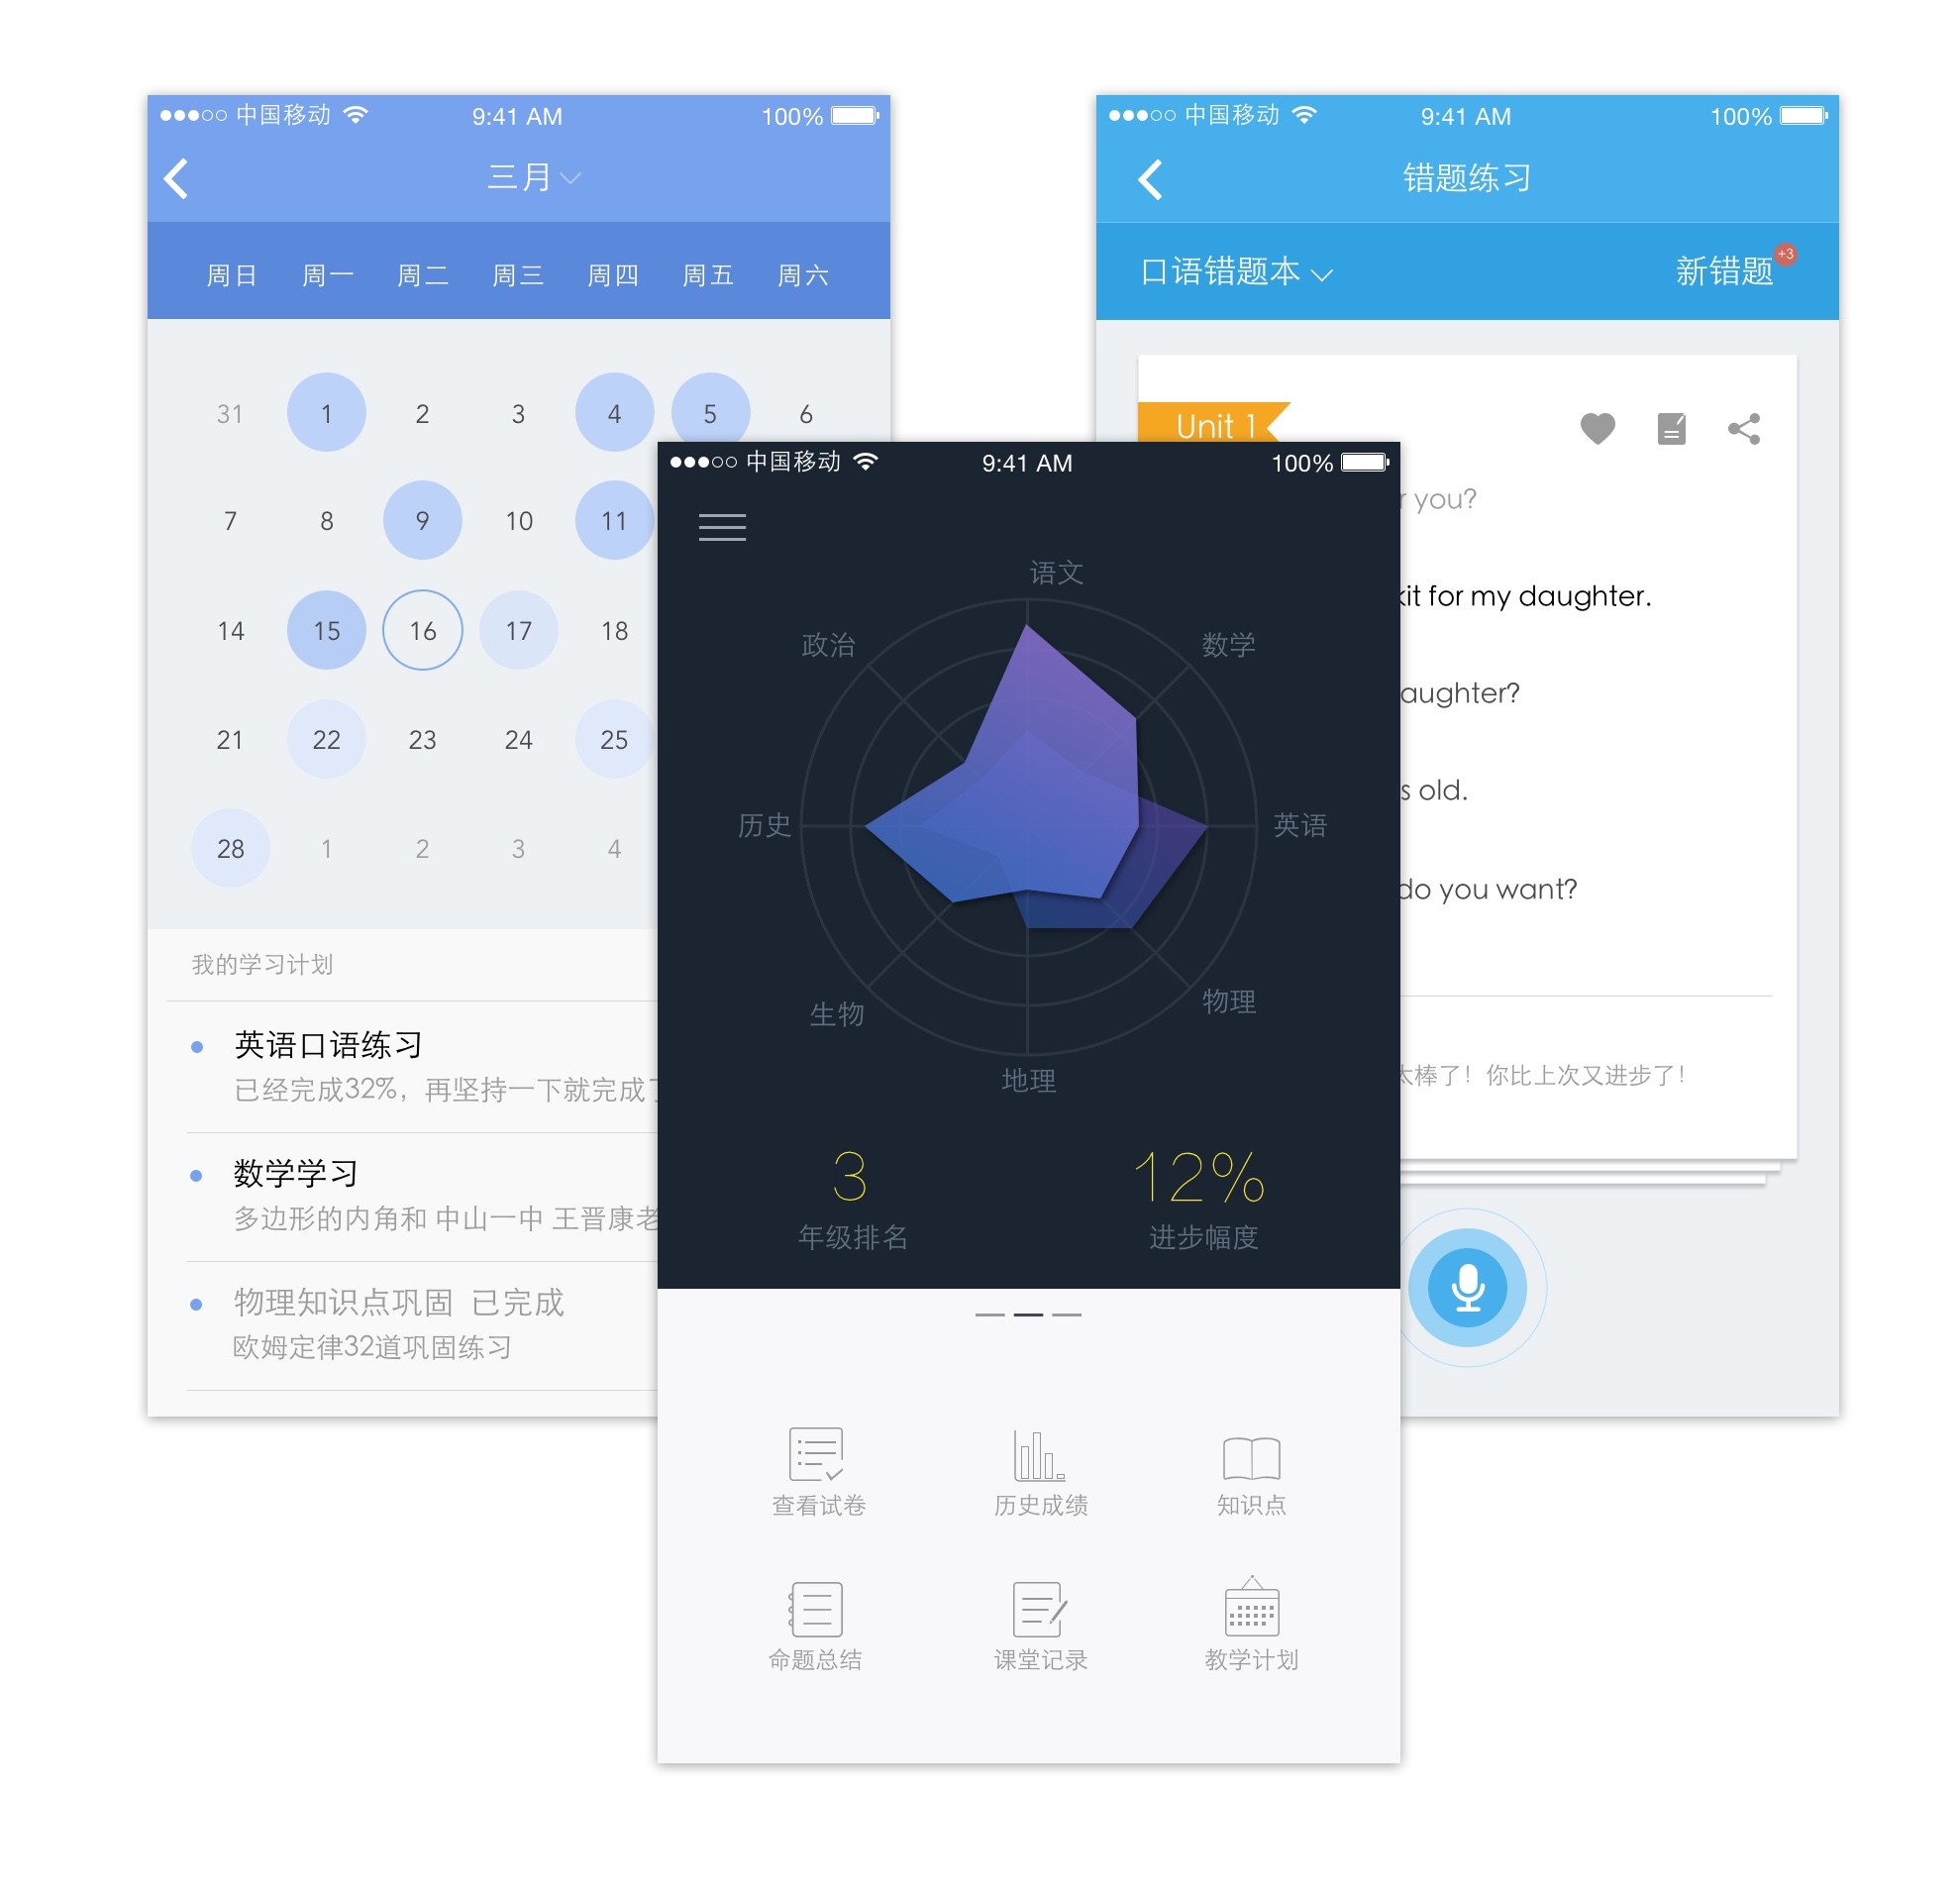 中国移动 9:41 AM 100%
三月
周日 周一 周二 周三 周四 周五 周六
31 1 2 3 4 5 6
7 8 9 10 11
14 15 16 17 18
21 22 23 24 25
28 1 2 3 4
我的学习计划
英语口语练习
已经完成32%，再坚持一下就完成了
数学学习
多边形的内角和 中山一中 王晋康老
物理知识点巩固 已完成
欧姆定律32道巩固练习
中国移动 9:41 AM 100%
语文
数学
英语
物理
地理
生物
历史
政治
3
年级排名
12%
进步幅度
查看试卷 历史成绩 知识点
命题总结 课堂记录 教学计划
中国移动 9:41 AM 100%
错题练习
口语错题本 新错题 +3
Unit 1
r you?
kit for my daughter.
aughter?
s old.
do you want?
太棒了！你比上次又进步了！